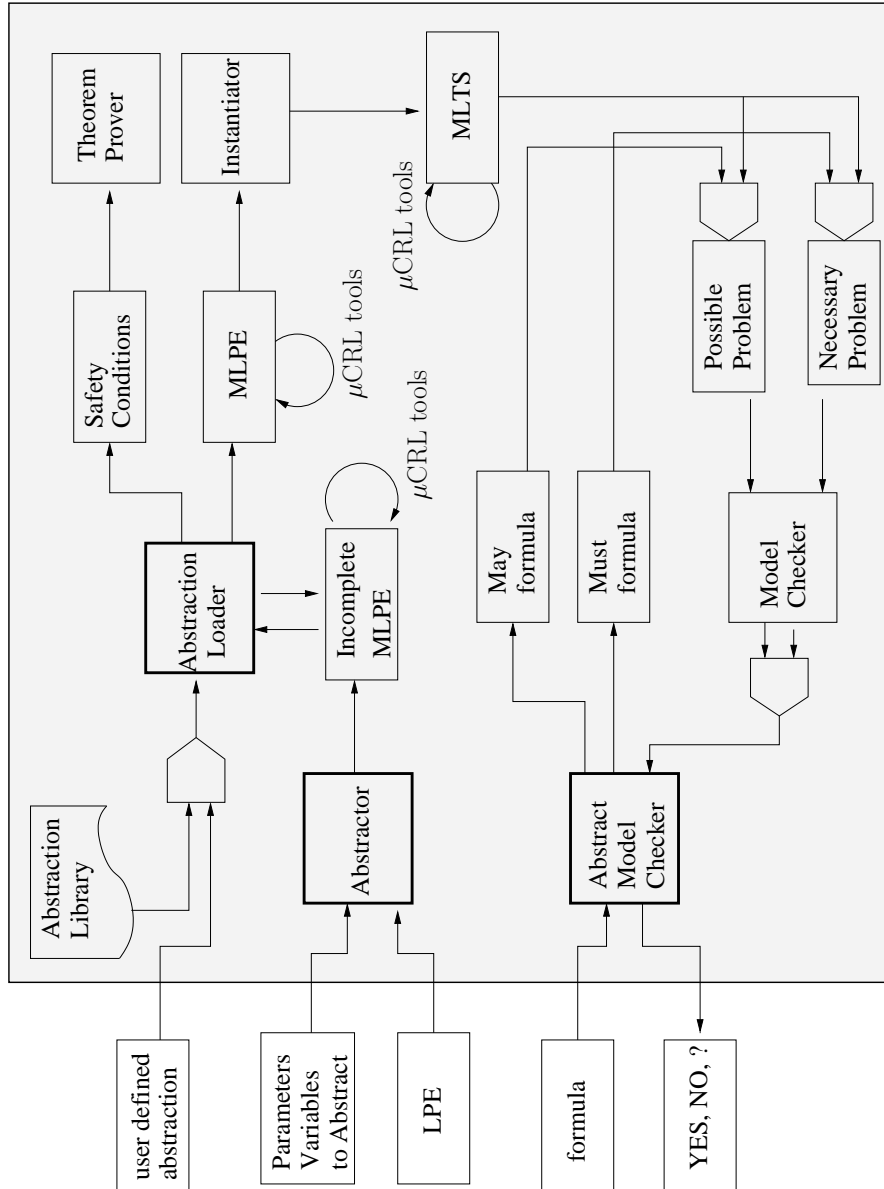 user defined
abstraction
Parameters
Variables
to Abstract
LPE
formula
YES, NO, ?
Abstraction
Library
Abstractor
Abstract
Model
Checker
Abstraction
Loader
Incomplete
MLPE
μCRL tools
May
formula
Must
formula
Model
Checker
Safety
Conditions
MLPE
μCRL tools
Theorem
Prover
Instantiator
MLTS
μCRL tools
Possible
Problem
Necessary
Problem